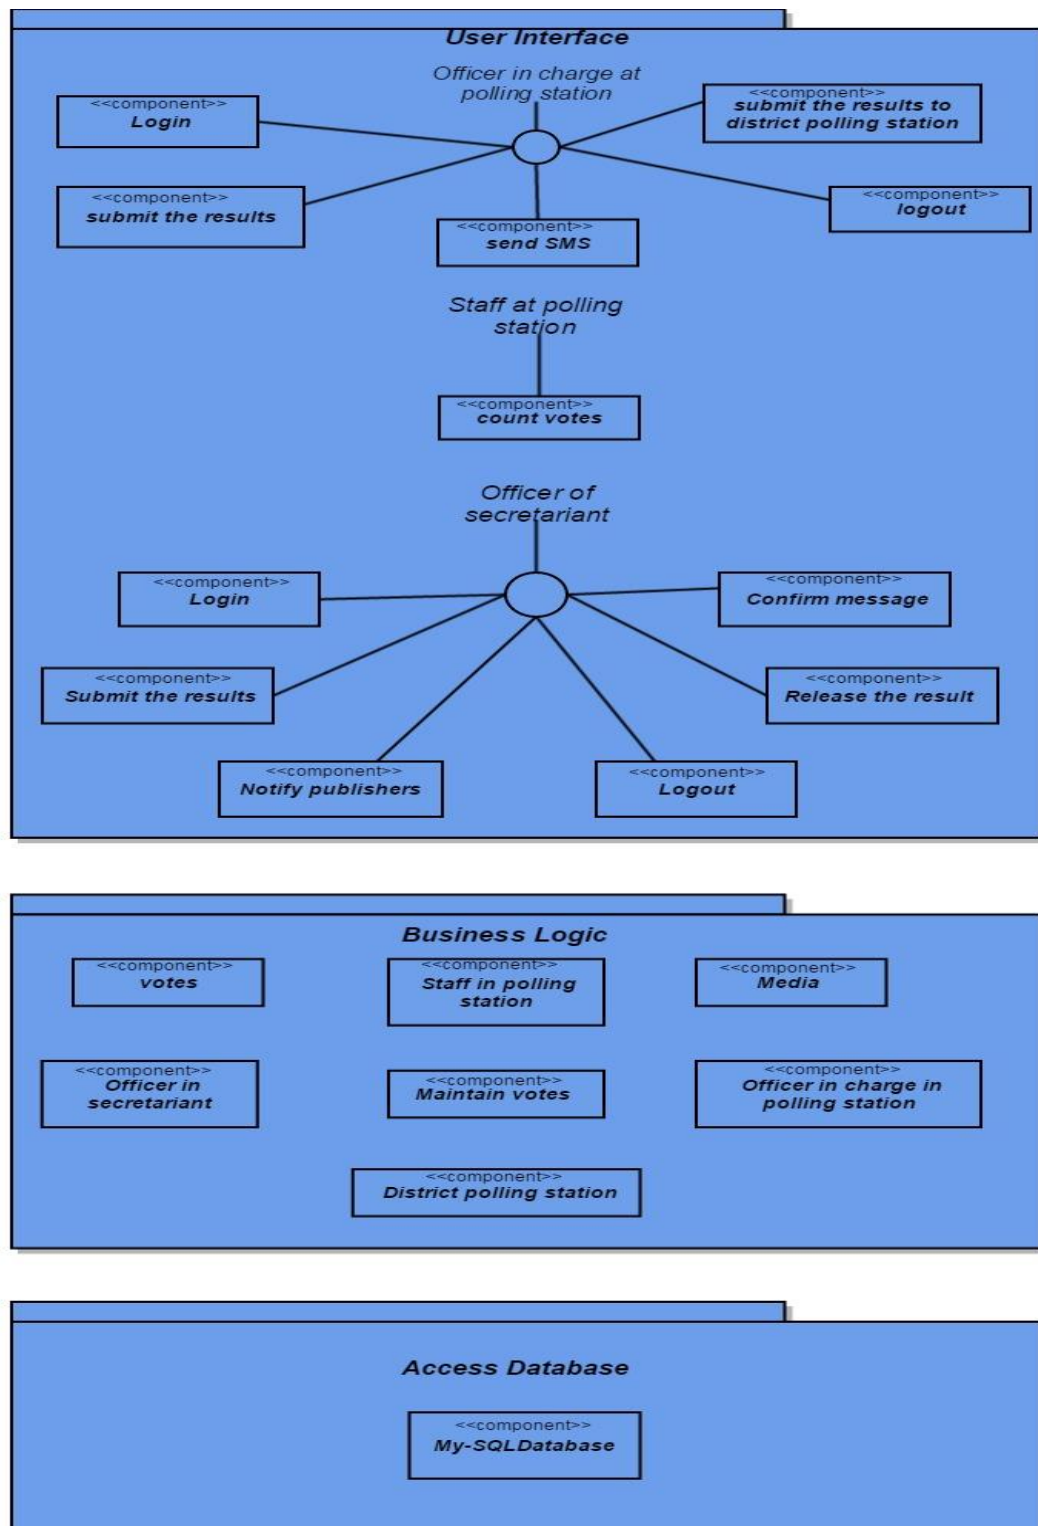 User Interface
Officer in charge at
polling station
<<component>>
Login
<<component>>
submit the results to
district polling station
<<component>>
submit the results
<<component>>
send SMS
<<component>>
logout
Staff at polling
station
<<component>>
count votes
Officer of
secretariant
<<component>>
Login
<<component>>
Confirm message
<<component>>
Submit the results
<<component>>
Release the result
<<component>>
Notify publishers
<<component>>
Logout
Business Logic
<<component>>
votes
<<component>>
Staff in polling
station
<<component>>
Media
<<component>>
Officer in
secretariant
<<component>>
Maintain votes
<<component>>
Officer in charge in
polling station
<<component>>
District polling station
Access Database
<<component>>
My-SQLDatabase